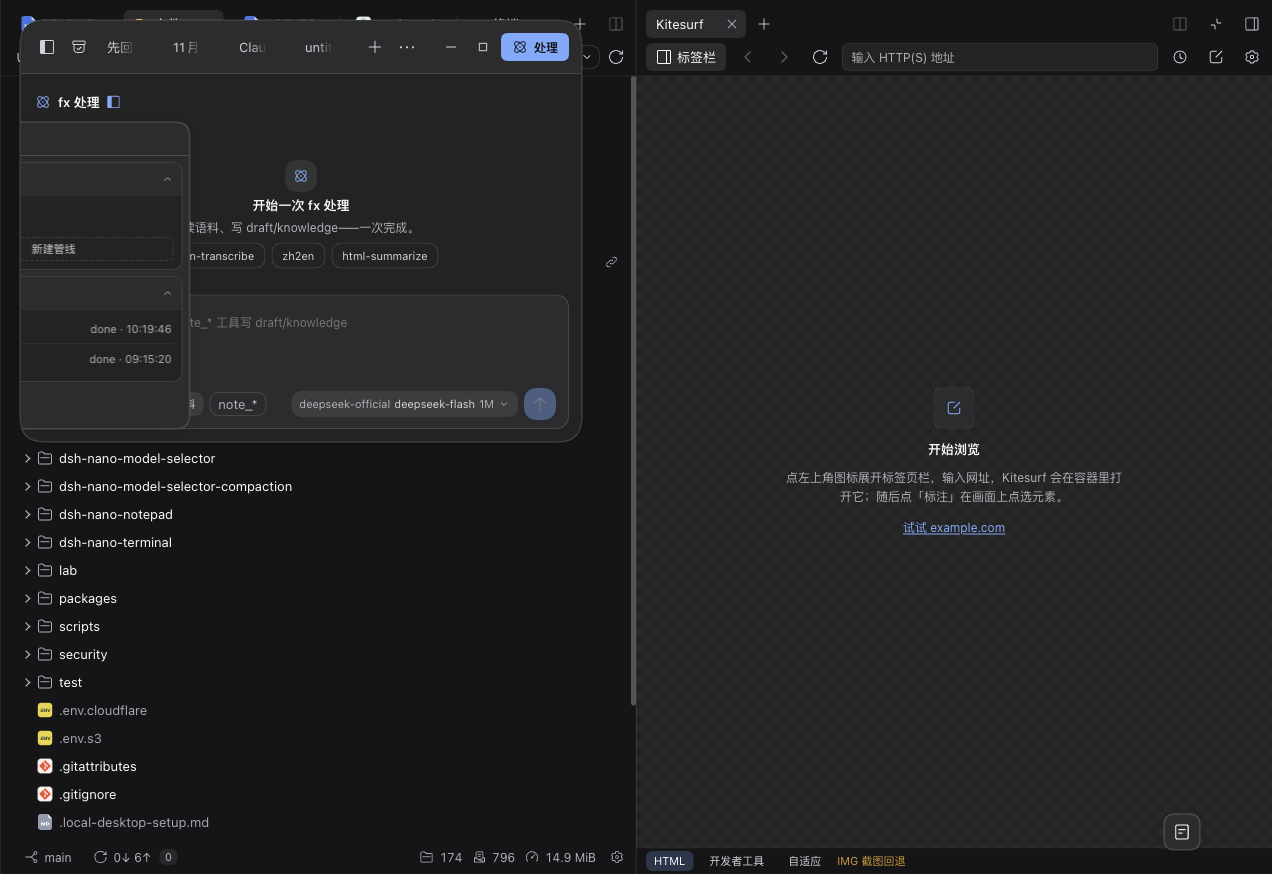 先回
11月
Clau
unti
处理
fx 处理
新建管线
done · 10:19:46
done · 09:15:20
开始一次 fx 处理
读语料、写 draft/knowledge——一次完成。
n-transcribe
zh2en
html-summarize
te_* 工具写 draft/knowledge
料
note_*
deepseek-official deepseek-flash 1M
dsh-nano-model-selector
dsh-nano-model-selector-compaction
dsh-nano-notepad
dsh-nano-terminal
lab
packages
scripts
security
test
.env.cloudflare
.env.s3
.gitattributes
.gitignore
.local-desktop-setup.md
main
0↓ 6↑
0
174
796
14.9 MiB
Kitesurf
标签栏
输入 HTTP(S) 地址
开始浏览
点左上角图标展开标签页栏，输入网址，Kitesurf 会在容器里打
开它；随后点「标注」在画面上点选元素。
试试 example.com
HTML
开发者工具
自适应
IMG 截图回退